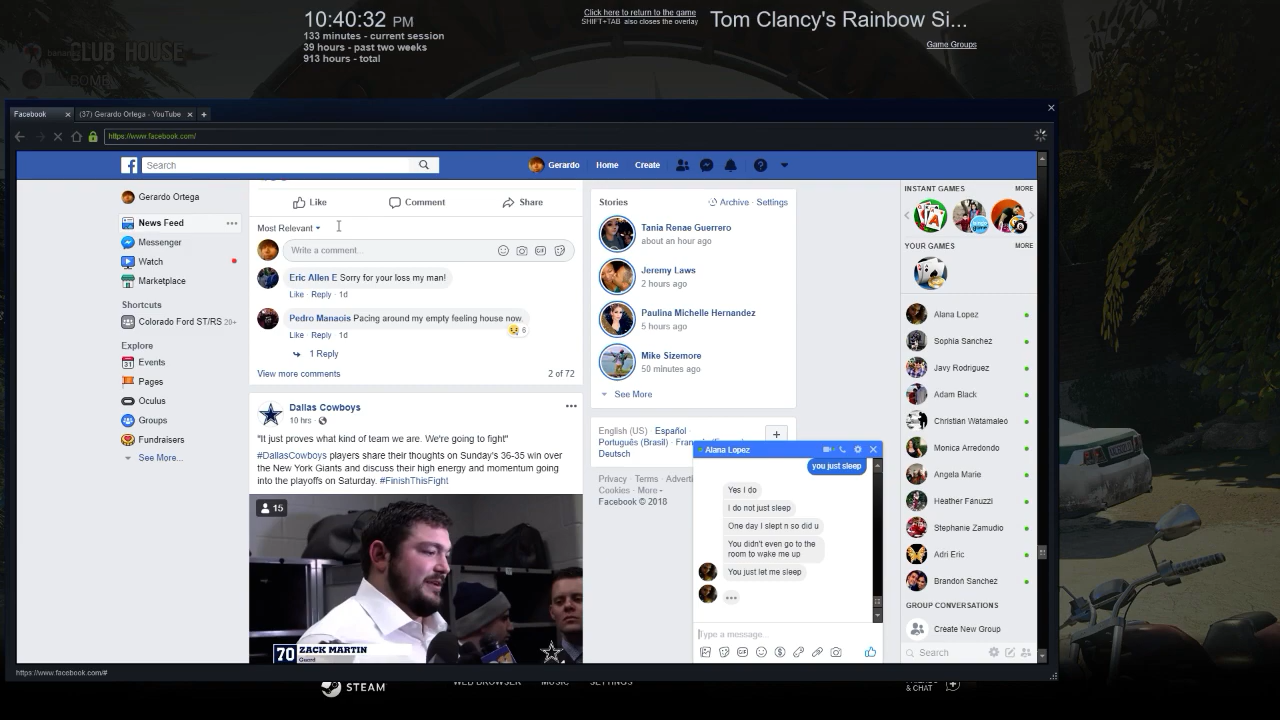 10:40:32 PM
133 minutes - current session
39 hours - past two weeks
913 hours - total
Click here to return to the game
SHIFT+TAB also closes the overlay
Tom Clancy's Rainbow Si...
Game Groups
CLUB HOUSE
BOMB
Facebook
(37) Gerardo Ortega - YouTube
https://www.facebook.com/
Search
Gerardo
Home
Create
Gerardo Ortega
News Feed
Messenger
Watch
Marketplace
Shortcuts
Colorado Ford ST/RS 20+
Explore
Events
Pages
Oculus
Groups
Fundraisers
See More...
Like
Comment
Share
Most Relevant
Write a comment...
Eric Allen E Sorry for your loss my man!
Like · Reply · 1d
Pedro Manaois Pacing around my empty feeling house now.
6
Like · Reply · 1d
1 Reply
View more comments
2 of 72
Dallas Cowboys
10 hrs ·
"It just proves what kind of team we are. We're going to fight"
#DallasCowboys players share their thoughts on Sunday's 36-35 win over
the New York Giants and discuss their high energy and momentum going
into the playoffs on Saturday. #FinishThisFight
15
70 ZACK MARTIN
Guard
Stories
Archive · Settings
Tania Renae Guerrero
about an hour ago
Jeremy Laws
2 hours ago
Paulina Michelle Hernandez
5 hours ago
Mike Sizemore
50 minutes ago
See More
English (US) · Español ·
Português (Brasil) ·
Deutsch
Privacy · Terms ·
Cookies · More
Facebook © 2018
Alana Lopez
you just sleep
Yes I do
I do not just sleep
One day I slept n so did u
You didn't even go to the
room to wake me up
You just let me sleep
Type a message...
INSTANT GAMES
MORE
YOUR GAMES
MORE
Alana Lopez
Sophia Sanchez
Javy Rodriguez
Adam Black
Christian Watamaleo
Monica Arredondo
Angela Marie
Heather Fanuzzi
Stephanie Zamudio
Adri Eric
Brandon Sanchez
GROUP CONVERSATIONS
Create New Group
Search
https://www.facebook.com/#
STEAM
WEB BROWSER
MUSIC
SETTINGS
FRIENDS
& CHAT